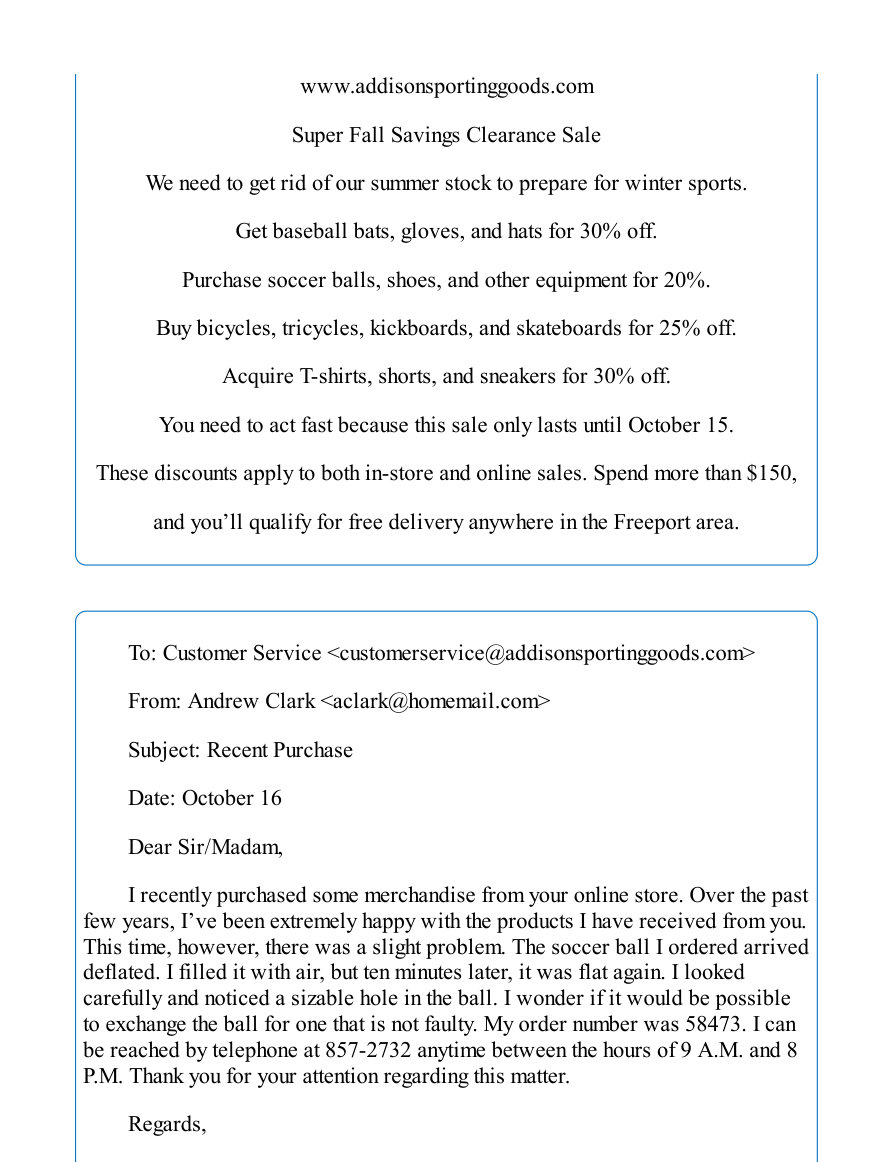 www.addisonsportinggoods.com
Super Fall Savings Clearance Sale
We need to get rid of our summer stock to prepare for winter sports.
Get baseball bats, gloves, and hats for 30% off.
Purchase soccer balls, shoes, and other equipment for 20%.
Buy bicycles, tricycles, kickboards, and skateboards for 25% off.
Acquire T-shirts, shorts, and sneakers for 30% off.
You need to act fast because this sale only lasts until October 15.
These discounts apply to both in-store and online sales. Spend more than $150,
and you’ll qualify for free delivery anywhere in the Freeport area.
To: Customer Service <customerservice@addisonsportinggoods.com>
From: Andrew Clark <aclark@homemail.com>
Subject: Recent Purchase
Date: October 16
Dear Sir/Madam,
I recently purchased some merchandise from your online store. Over the past
few years, I’ve been extremely happy with the products I have received from you.
This time, however, there was a slight problem. The soccer ball I ordered arrived
deflated. I filled it with air, but ten minutes later, it was flat again. I looked
carefully and noticed a sizable hole in the ball. I wonder if it would be possible
to exchange the ball for one that is not faulty. My order number was 58473. I can
be reached by telephone at 857-2732 anytime between the hours of 9 A.M. and 8
P.M. Thank you for your attention regarding this matter.
Regards,